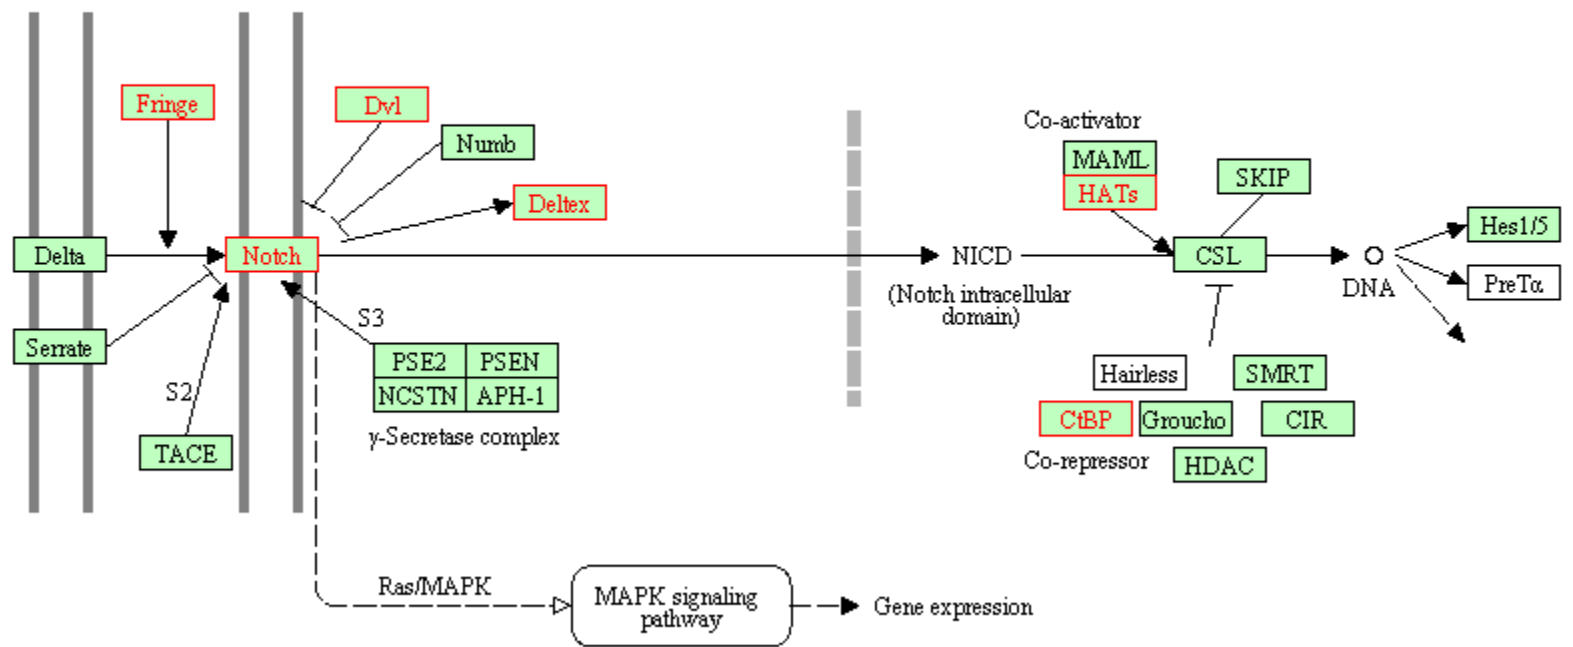 Fringe
Dvl
Numb
Deltex
Delta
Notch
Serrate
S2
TACE
S3
PSE2
PSEN
NCSTN
APH-1
γ-Secretase complex
NICD
(Notch intracellular
domain)
Co-activator
MAML
HATs
SKIP
CSL
DNA
Hes1/5
PreTα
Hairless
SMRT
CtBP
Groucho
CIR
Co-repressor
HDAC
Ras/MAPK
MAPK signaling
pathway
Gene expression